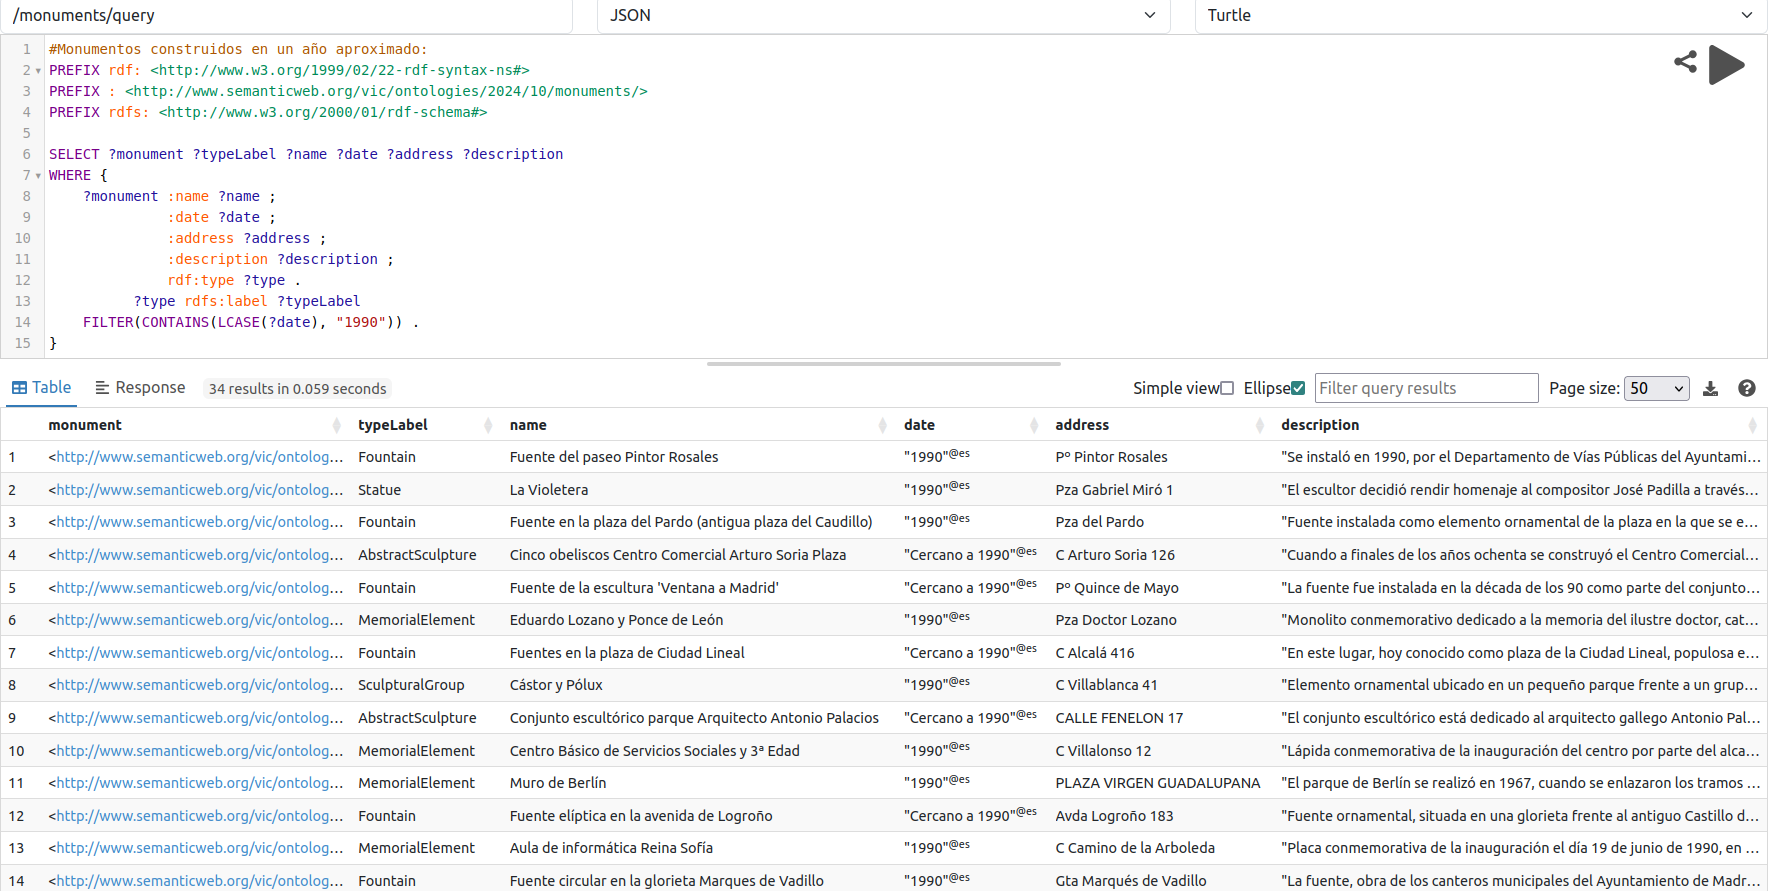 /monuments/query JSON Turtle
1 #Monumentos construidos en un año aproximado:
2 PREFIX rdf: <http://www.w3.org/1999/02/22-rdf-syntax-ns#>
3 PREFIX : <http://www.semanticweb.org/vic/ontologies/2024/10/monuments/>
4 PREFIX rdfs: <http://www.w3.org/2000/01/rdf-schema#>
5
6 SELECT ?monument ?typeLabel ?name ?date ?address ?description
7 WHERE {
8 ?monument :name ?name ;
9 :date ?date ;
10 :address ?address ;
11 :description ?description ;
12 rdf:type ?type .
13 ?type rdfs:label ?typeLabel
14 FILTER(CONTAINS(LCASE(?date), "1990")) .
15 }
Table Response 34 results in 0.059 seconds Simple view Ellipse Filter query results Page size: 50
monument typeLabel name date address description
1 <http://www.semanticweb.org/vic/ontolog... Fountain Fuente del paseo Pintor Rosales "1990"@es Pº Pintor Rosales "Se instaló en 1990, por el Departamento de Vías Públicas del Ayuntami...
2 <http://www.semanticweb.org/vic/ontolog... Statue La Violetera "1990"@es Pza Gabriel Miró 1 "El escultor decidió rendir homenaje al compositor José Padilla a través...
3 <http://www.semanticweb.org/vic/ontolog... Fountain Fuente en la plaza del Pardo (antigua plaza del Caudillo) "1990"@es Pza del Pardo "Fuente instalada como elemento ornamental de la plaza en la que se e...
4 <http://www.semanticweb.org/vic/ontolog... AbstractSculpture Cinco obeliscos Centro Comercial Arturo Soria Plaza "Cercano a 1990"@es C Arturo Soria 126 "Cuando a finales de los años ochenta se construyó el Centro Comercial...
5 <http://www.semanticweb.org/vic/ontolog... Fountain Fuente de la escultura 'Ventana a Madrid' "Cercano a 1990"@es Pº Quince de Mayo "La fuente fue instalada en la década de los 90 como parte del conjunto...
6 <http://www.semanticweb.org/vic/ontolog... MemorialElement Eduardo Lozano y Ponce de León "1990"@es Pza Doctor Lozano "Monolito conmemorativo dedicado a la memoria del ilustre doctor, cat...
7 <http://www.semanticweb.org/vic/ontolog... Fountain Fuentes en la plaza de Ciudad Lineal "Cercano a 1990"@es C Alcalá 416 "En este lugar, hoy conocido como plaza de la Ciudad Lineal, populosa e...
8 <http://www.semanticweb.org/vic/ontolog... SculpturalGroup Cástor y Pólux "1990"@es C Villablanca 41 "Elemento ornamental ubicado en un pequeño parque frente a un grup...
9 <http://www.semanticweb.org/vic/ontolog... AbstractSculpture Conjunto escultórico parque Arquitecto Antonio Palacios "Cercano a 1990"@es CALLE FENELON 17 "El conjunto escultórico está dedicado al arquitecto gallego Antonio Pal...
10 <http://www.semanticweb.org/vic/ontolog... MemorialElement Centro Básico de Servicios Sociales y 3ª Edad "1990"@es C Villalonso 12 "Lápida conmemorativa de la inauguración del centro por parte del alca...
11 <http://www.semanticweb.org/vic/ontolog... MemorialElement Muro de Berlín "1990"@es PLAZA VIRGEN GUADALUPANA "El parque de Berlín se realizó en 1967, cuando se enlazaron los tramos ...
12 <http://www.semanticweb.org/vic/ontolog... Fountain Fuente elíptica en la avenida de Logroño "Cercano a 1990"@es Avda Logroño 183 "Fuente ornamental, situada en una glorieta frente al antiguo Castillo d...
13 <http://www.semanticweb.org/vic/ontolog... MemorialElement Aula de informática Reina Sofía "1990"@es C Camino de la Arboleda "Placa conmemorativa de la inauguración el día 19 de junio de 1990, en ...
14 <http://www.semanticweb.org/vic/ontolog... Fountain Fuente circular en la glorieta Marques de Vadillo "1990"@es Gta Marqués de Vadillo "La fuente, obra de los canteros municipales del Ayuntamiento de Madr...